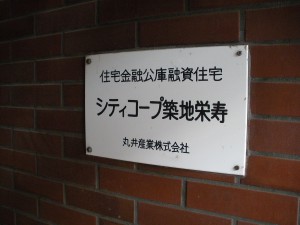 住宅金融公庫融資住宅
シティコープ築地栄寿
丸井産業株式会社